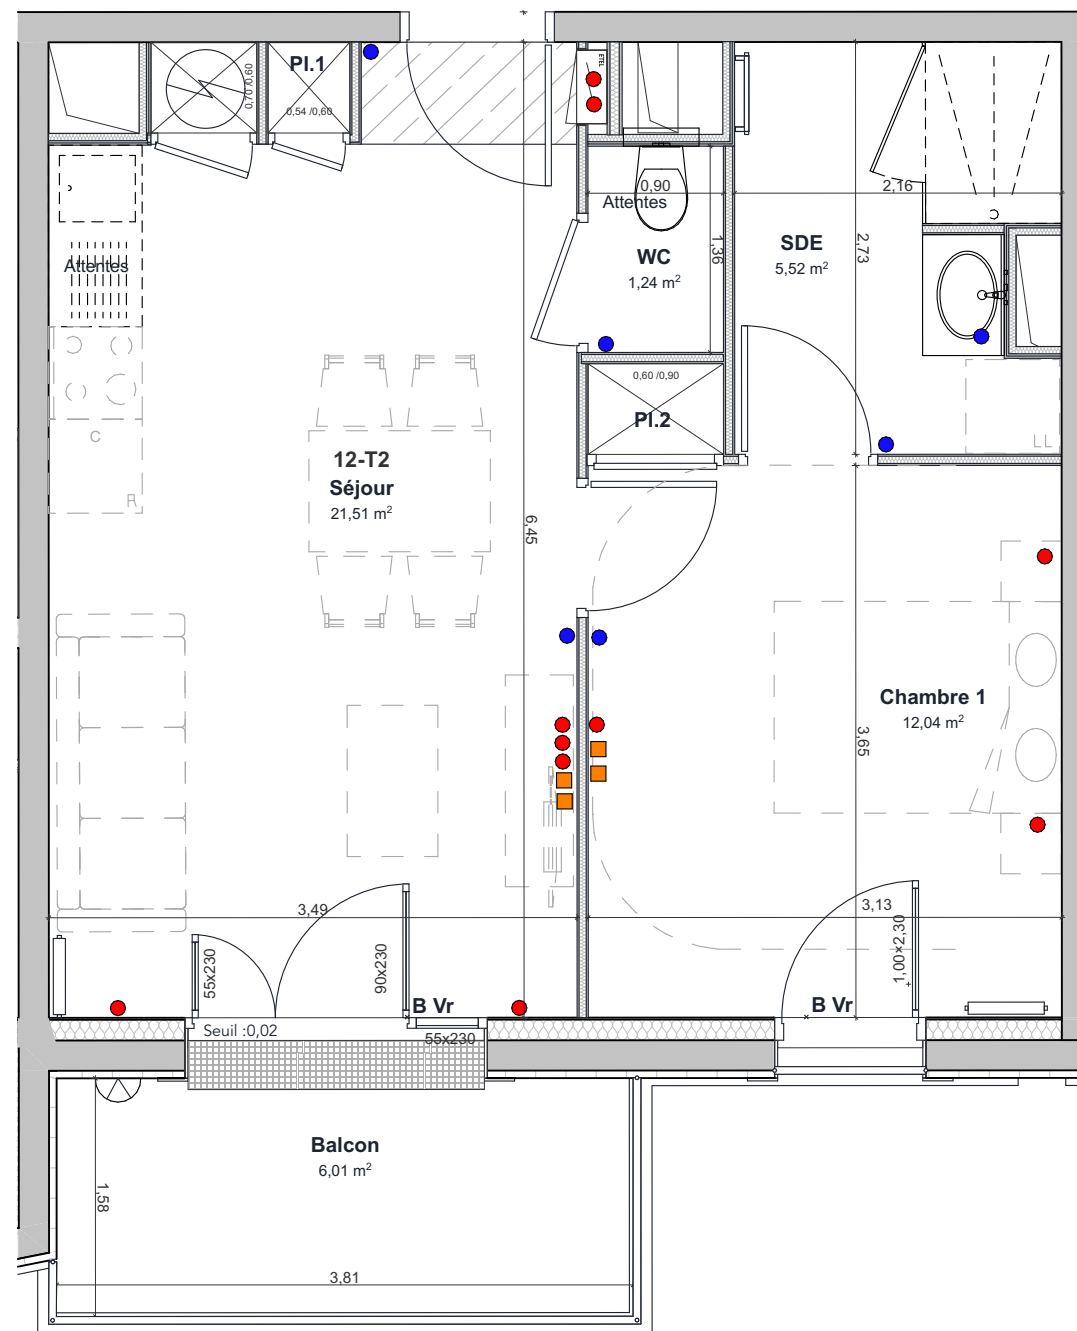 Pl.1
0,54 /0,60
0,70 /0,60
ETEL
0,90
Attentes
WC
1,24 m²
1,36
SDE
5,52 m²
2,16
2,73
Attentes
0,60 /0,90
Pl.2
C
R
LL
12-T2
Séjour
21,51 m²
6,45
Chambre 1
12,04 m²
3,65
3,49
3,13
55x230
90x230
1,00×2,30
B Vr
B Vr
Seuil :0,02
55x230
Balcon
6,01 m²
1,58
3,81